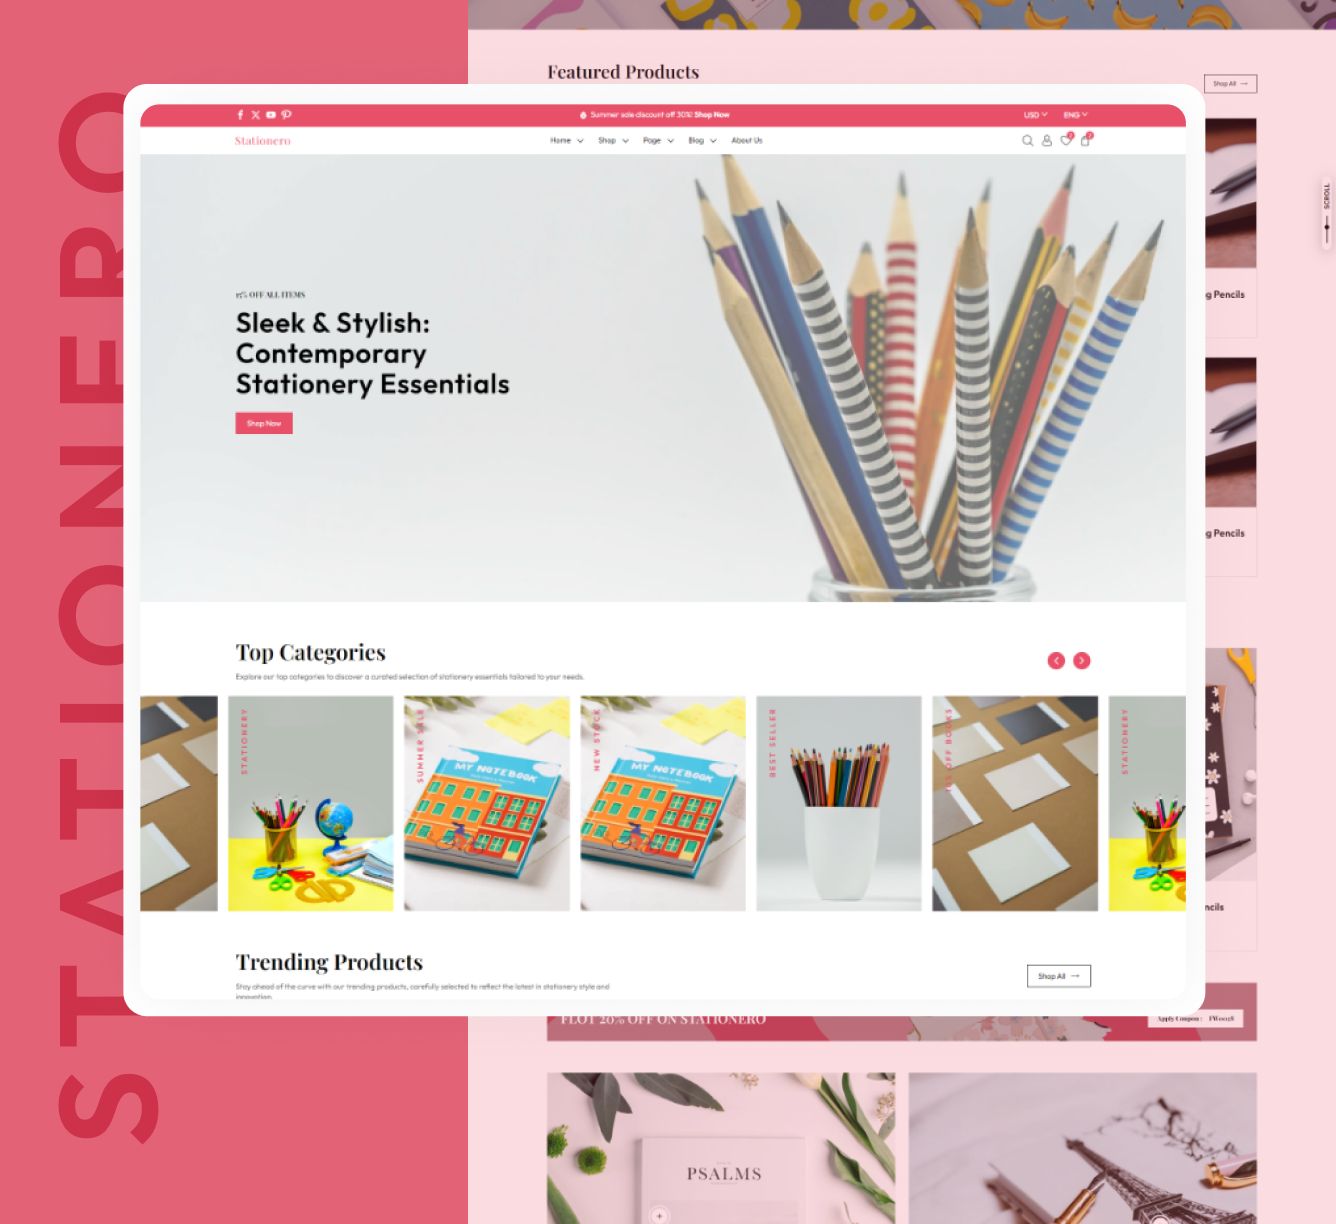 STATIONERO
Featured Products
Shop All →
SCROLL
Summer sale discount off 30%! Shop Now
USD
ENG
Stationero
Home
Shop
Page
Blog
About Us
2
2
15% OFF ALL ITEMS
Sleek & Stylish:
Contemporary
Stationery Essentials
Shop Now
g Pencils
g Pencils
Top Categories
Explore our top categories to discover a curated selection of stationery essentials tailored to your needs.
STATIONERY
SUMMER SALE
MY NOTEBOOK
NEW STOCK
MY NOTEBOOK
BEST SELLER
OFF BOOKS
STATIONERY
ncils
Trending Products
Stay ahead of the curve with our trending products, carefully selected to reflect the latest in stationery style and
innovation.
Shop All →
FLOT 20% OFF ON STATIONERO
Apply Coupon :
PSALMS